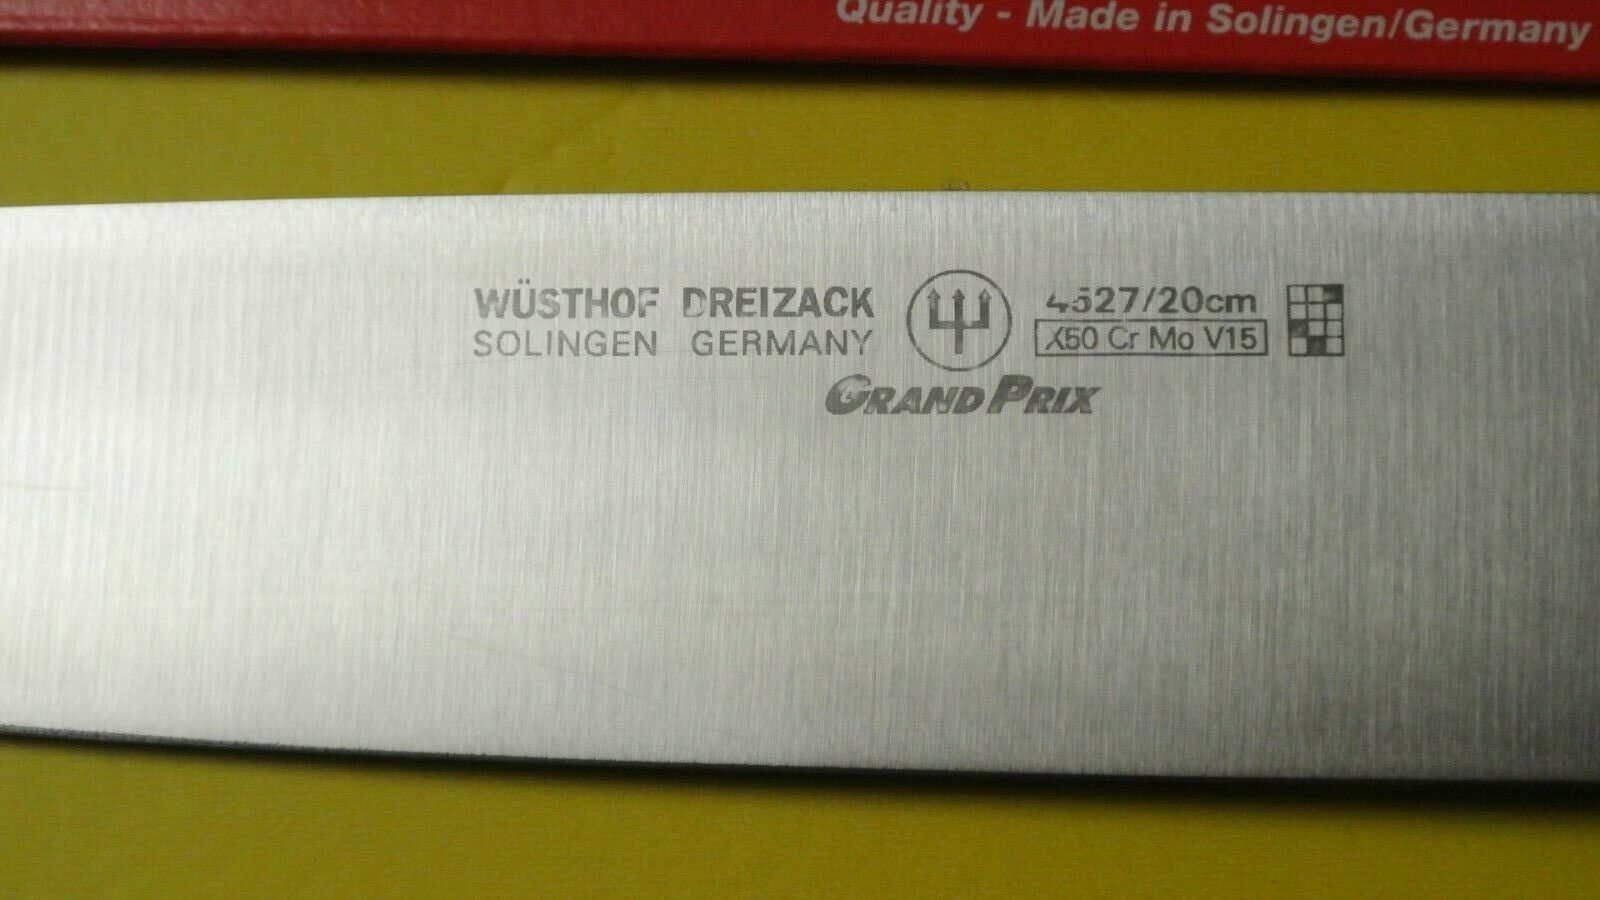 Quality - Made in Solingen/Germany
WÜSTHOF DREIZACK 4527/20cm
SOLINGEN GERMANY X50 Cr Mo V15
GRAND PRIX